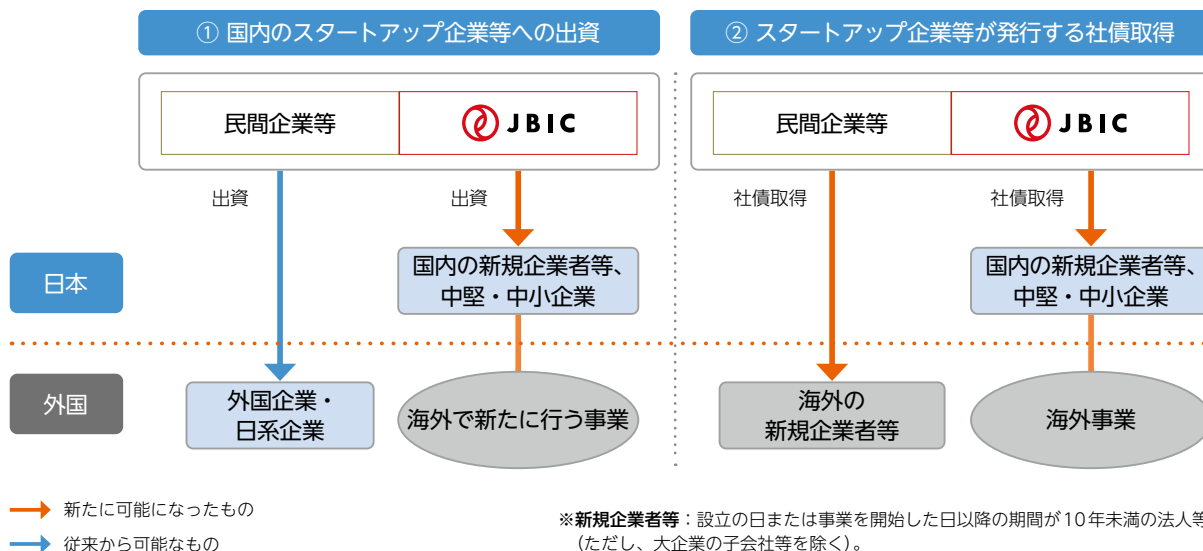 ① 国内のスタートアップ企業等への出資
② スタートアップ企業等が発行する社債取得
民間企業等
JBIC
民間企業等
JBIC
出資
出資
社債取得
社債取得
日本
国内の新規企業者等、
中堅・中小企業
国内の新規企業者等、
中堅・中小企業
外国
外国企業・
日系企業
海外で新たに行う事業
海外の
新規企業者等
海外事業
新たに可能になったもの
従来から可能なもの
※新規企業者等：設立の日または事業を開始した日以降の期間が10年未満の法人等
（ただし、大企業の子会社等を除く）。